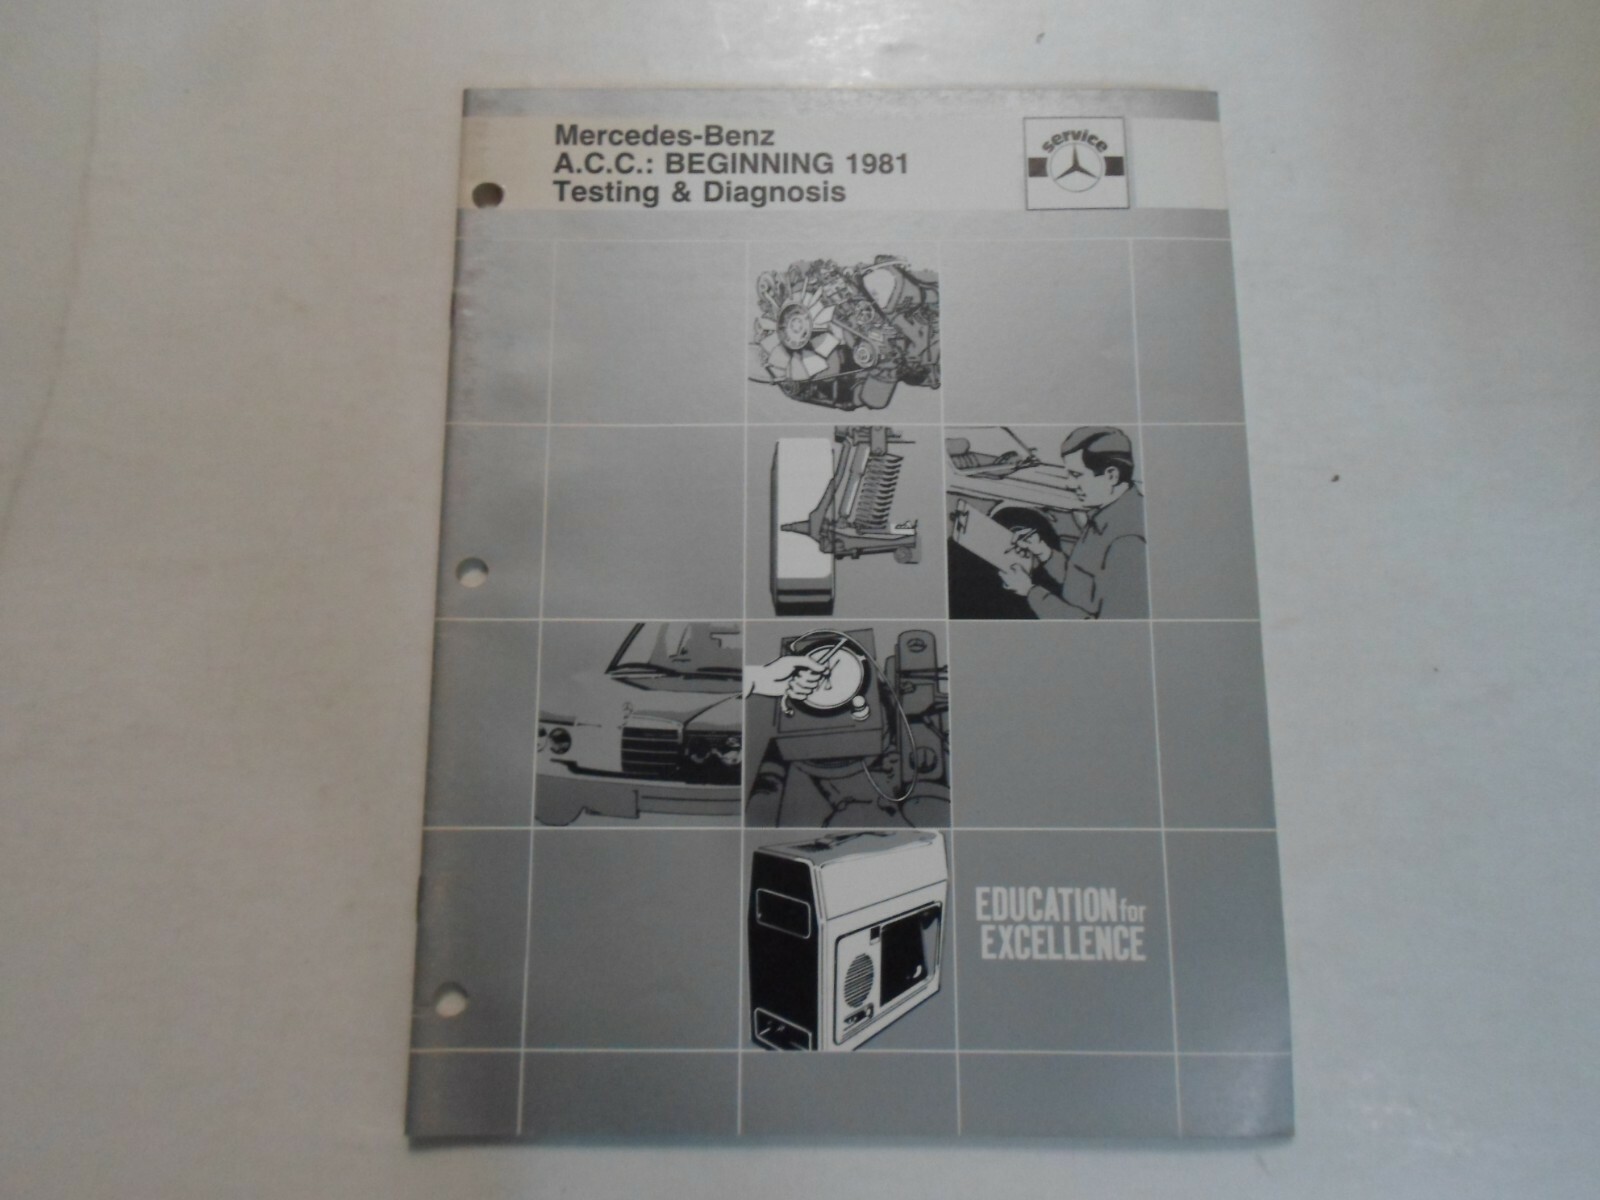 Mercedes-Benz
A.C.C.: BEGINNING 1981
Testing & Diagnosis
service
EDUCATION for
EXCELLENCE